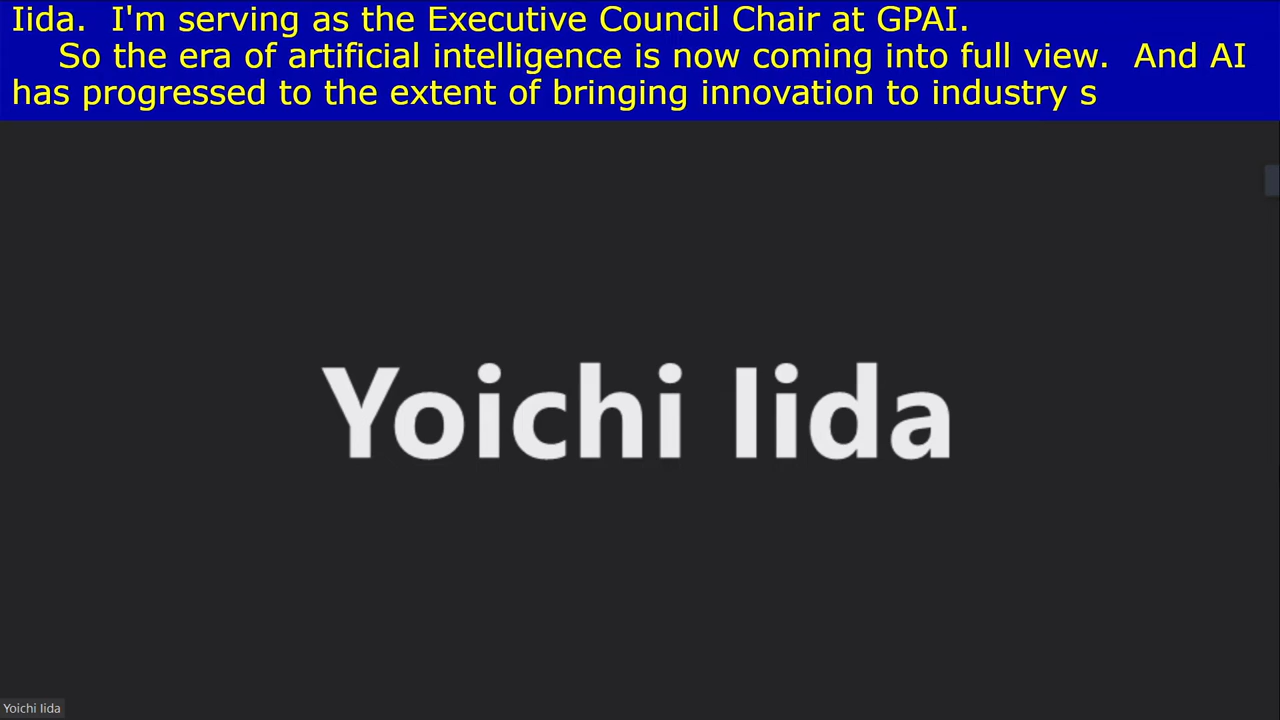 Iida.  I'm serving as the Executive Council Chair at GPAI.
So the era of artificial intelligence is now coming into full view.  And AI
has progressed to the extent of bringing innovation to industry s
Yoichi Iida
Yoichi Iida